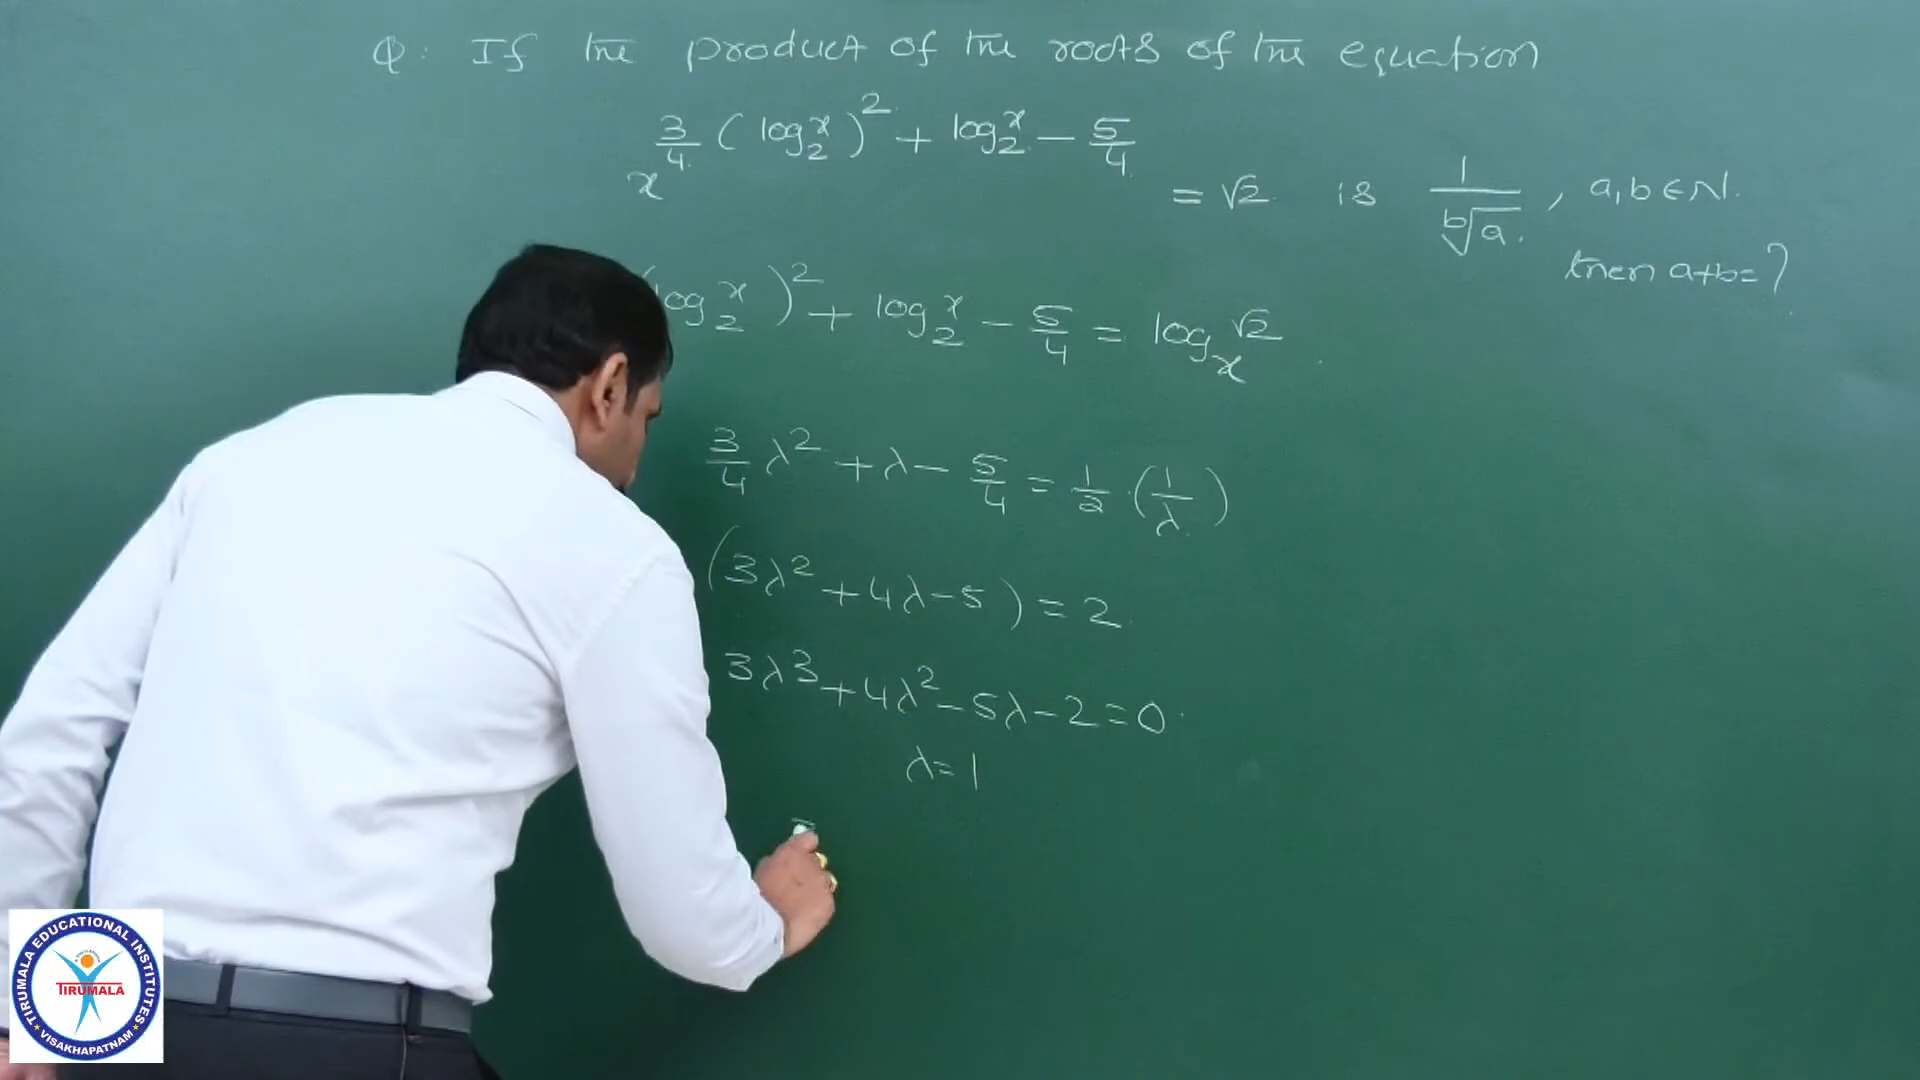 Q: If the product of the roots of the equation
x^{3/4 (log_2 x)^2 + log_2 x - 5/4} = √2 is 1/ᵇ√a. , a,b ∈ N.
then a+b=?
(log_2 x)^2 + log_2 x - 5/4 = log_x √2
3/4 λ^2 + λ - 5/4 = 1/2 . (1/λ)
(3λ^2 + 4λ - 5) = 2.
3λ^3 + 4λ^2 - 5λ - 2 = 0.
λ = 1
TIRUMALA EDUCATIONAL INSTITUTES
TIRUMALA
★ VISAKHAPATNAM ★